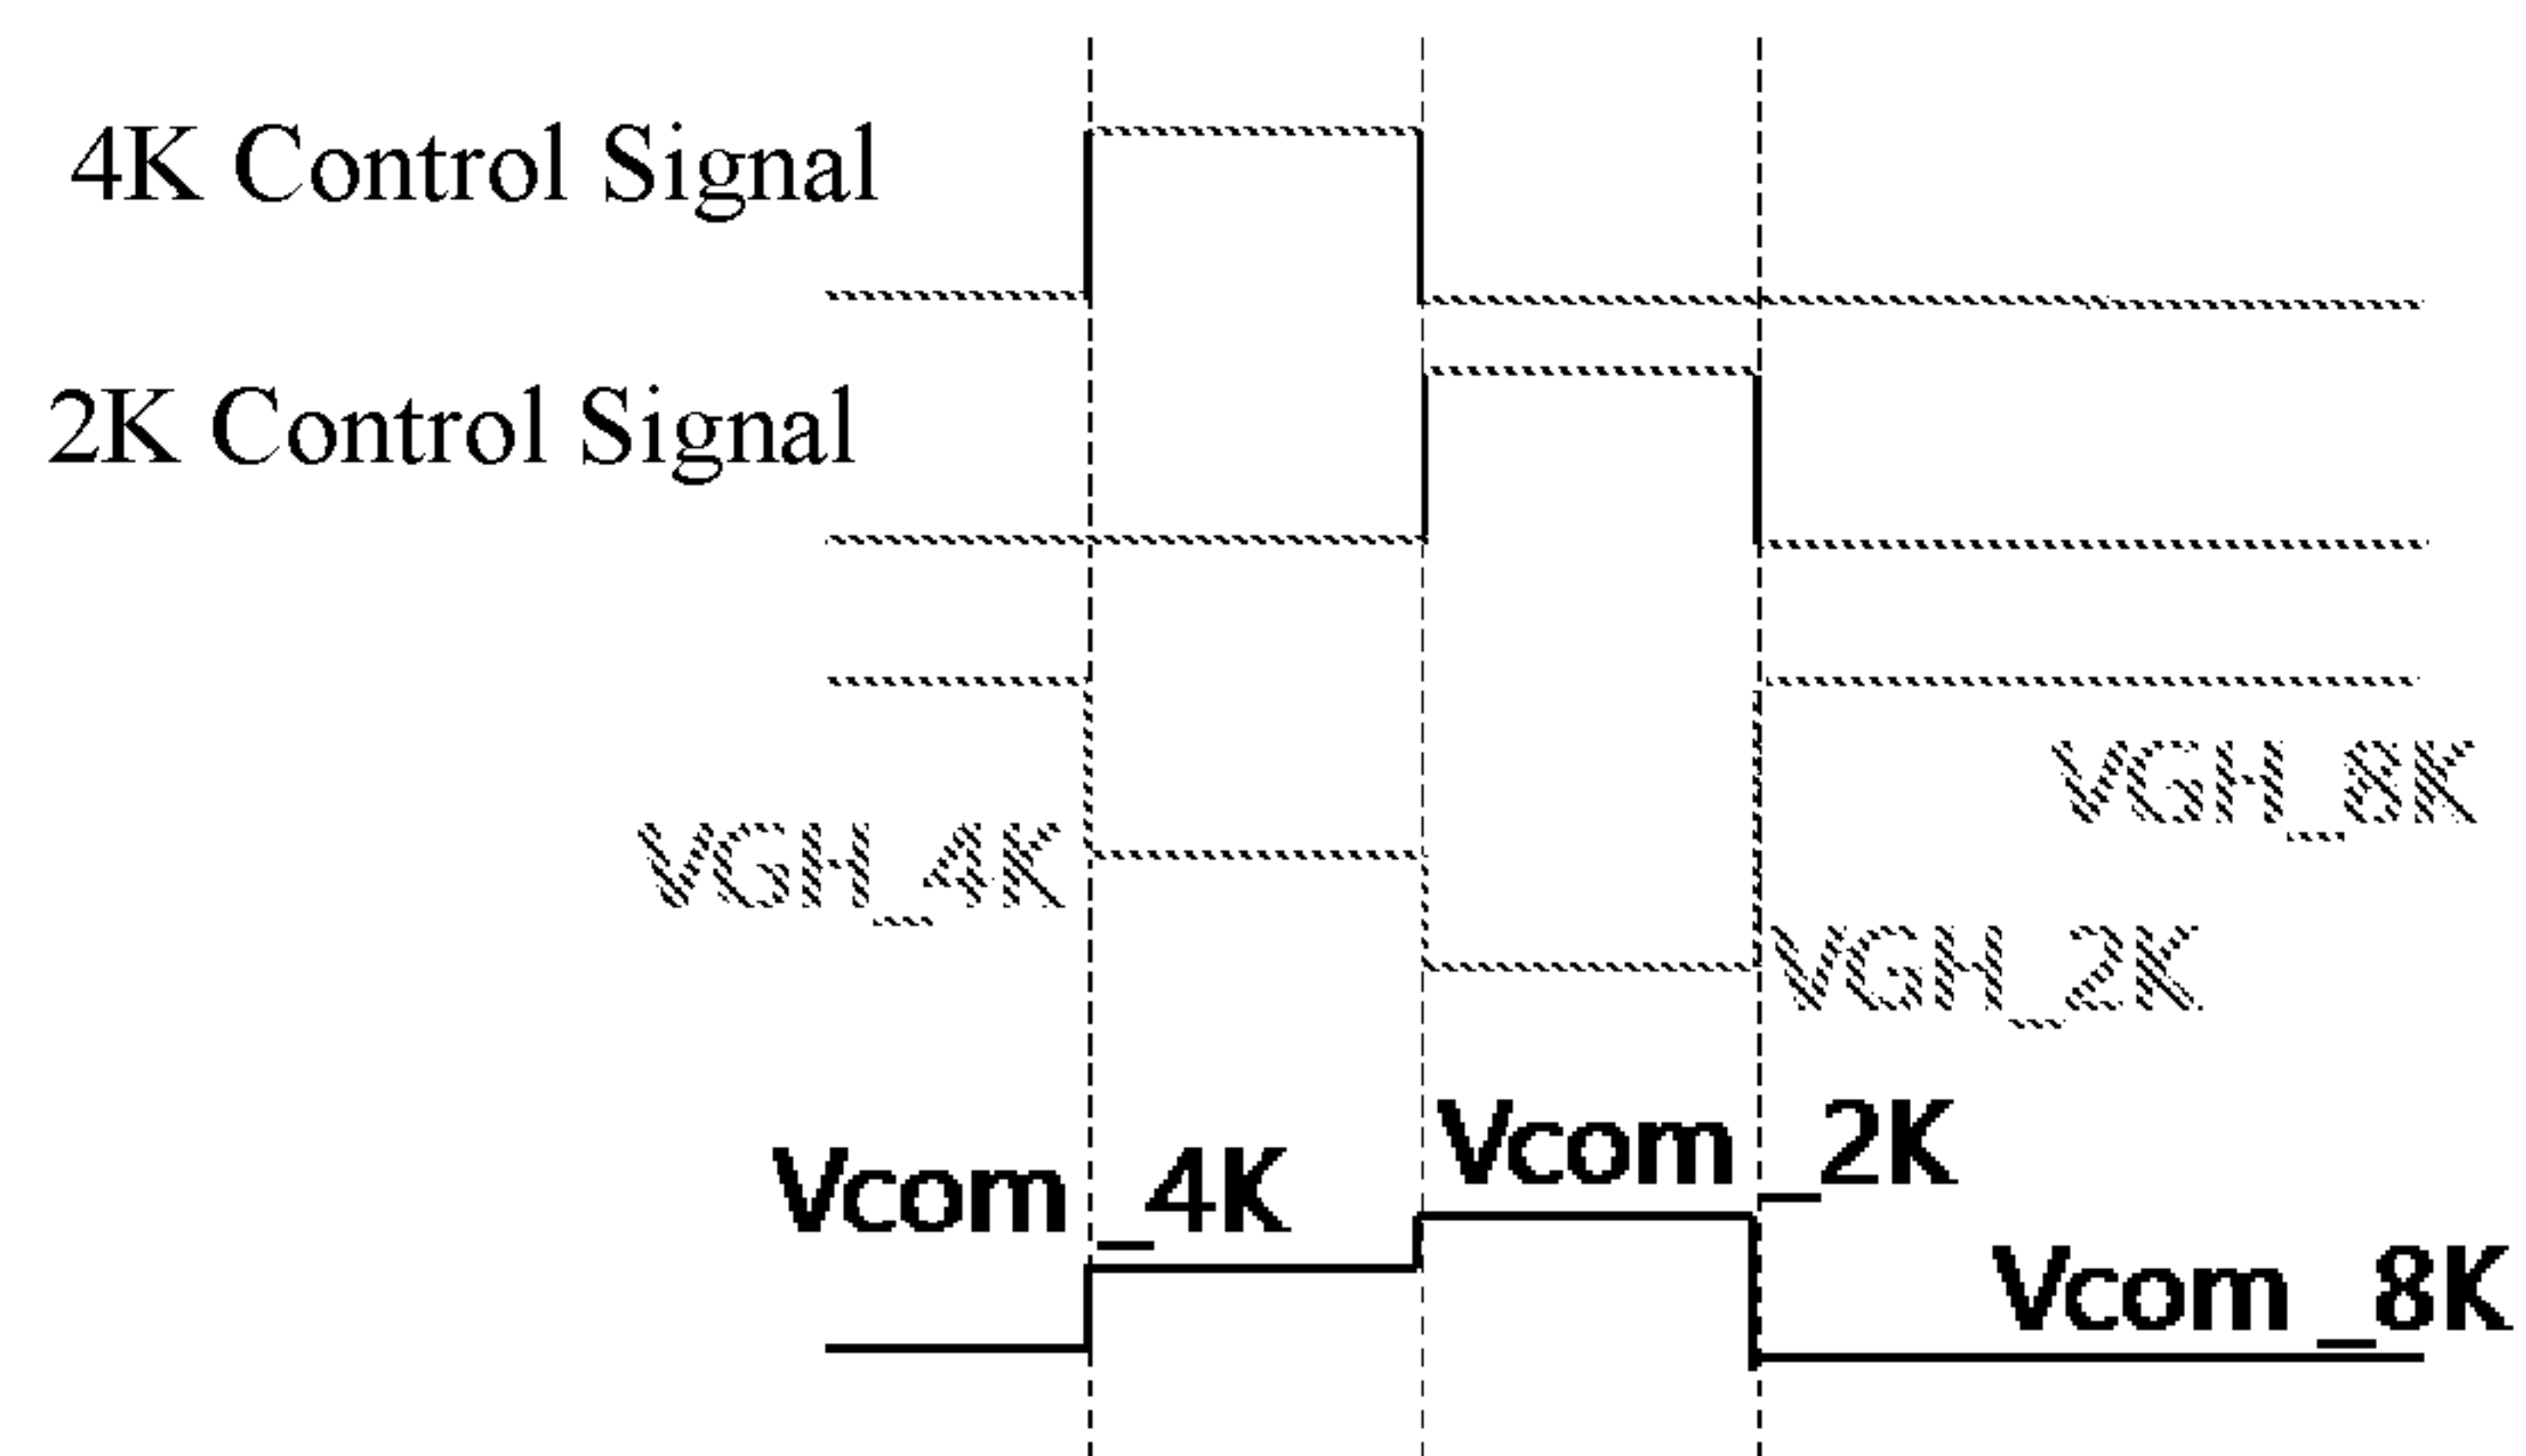 4K Control Signal
2K Control Signal
VGH_8K
VGH_4K
VGH_2K
Vcom_2K
Vcom_4K
Vcom_8K